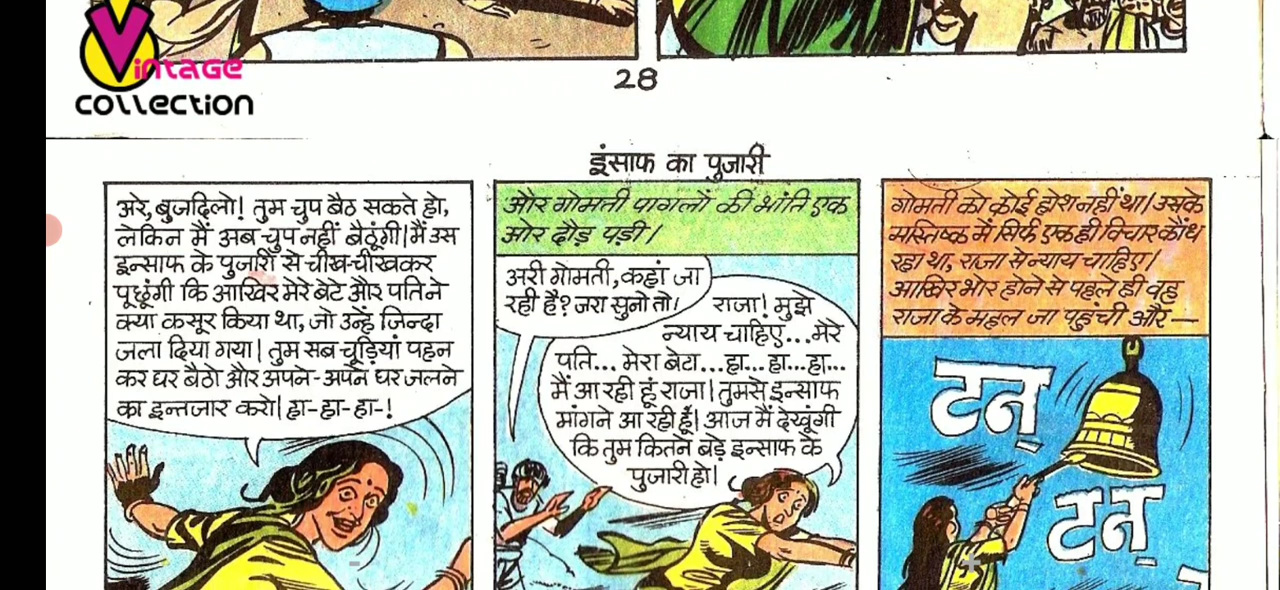 Vintage
collection
28
इंसाफ का पुजारी
अरे, बुजदिलो! तुम चुप बैठ सकते हो,
लेकिन मैं अब चुप नहीं बैठूंगी। मैं उस
इन्साफ के पुजारी से चीख-चीखकर
पूछूंगी कि आखिर मेरे बेटे और पति ने
क्या कसूर किया था, जो उन्हें जिन्दा
जला दिया गया। तुम सब चूड़ियां पहन
कर घर बैठो और अपने-अपने घर जलने
का इन्तजार करो। हा-हा-हा-!
और गोमती पागलों की भांति एक
ओर दौड़ पड़ी।
अरी गोमती, कहां जा
रही है? जरा सुनो तो।
राजा! मुझे
न्याय चाहिए...मेरे
पति... मेरा बेटा...हा...हा...हा...
मैं आ रही हूं राजा। तुमसे इन्साफ
मांगने आ रही हूँ। आज मैं देखूंगी
कि तुम कितने बड़े इन्साफ के
पुजारी हो।
गोमती को कोई होश नहीं था। उसके
मस्तिष्क में सिर्फ एक ही विचार कौंध
रहा था, राजा से न्याय चाहिए।
आखिर भोर होने से पहले ही वह
राजा के महल जा पहुंची और—
टन्
टन्